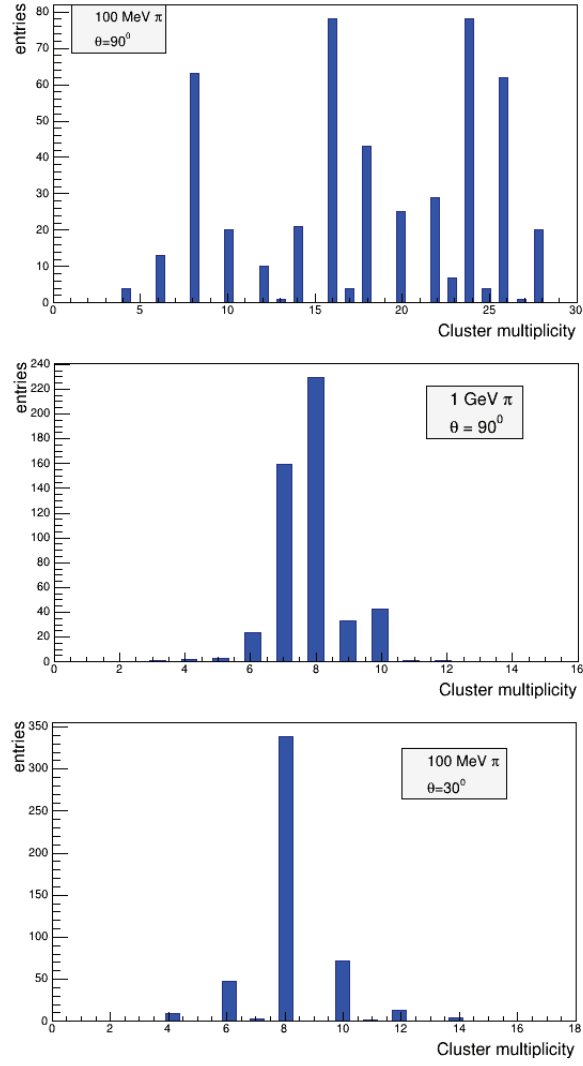 entries
80
70
60
50
40
30
20
10
0
100 MeV π
θ=90⁰
0 5 10 15 20 25 30
Cluster multiplicity
entries
240
220
200
180
160
140
120
100
80
60
40
20
0
1 GeV π
θ = 90⁰
0 2 4 6 8 10 12 14 16
Cluster multiplicity
entries
350
300
250
200
150
100
50
0
100 MeV π
θ=30⁰
0 2 4 6 8 10 12 14 16 18
Cluster multiplicity